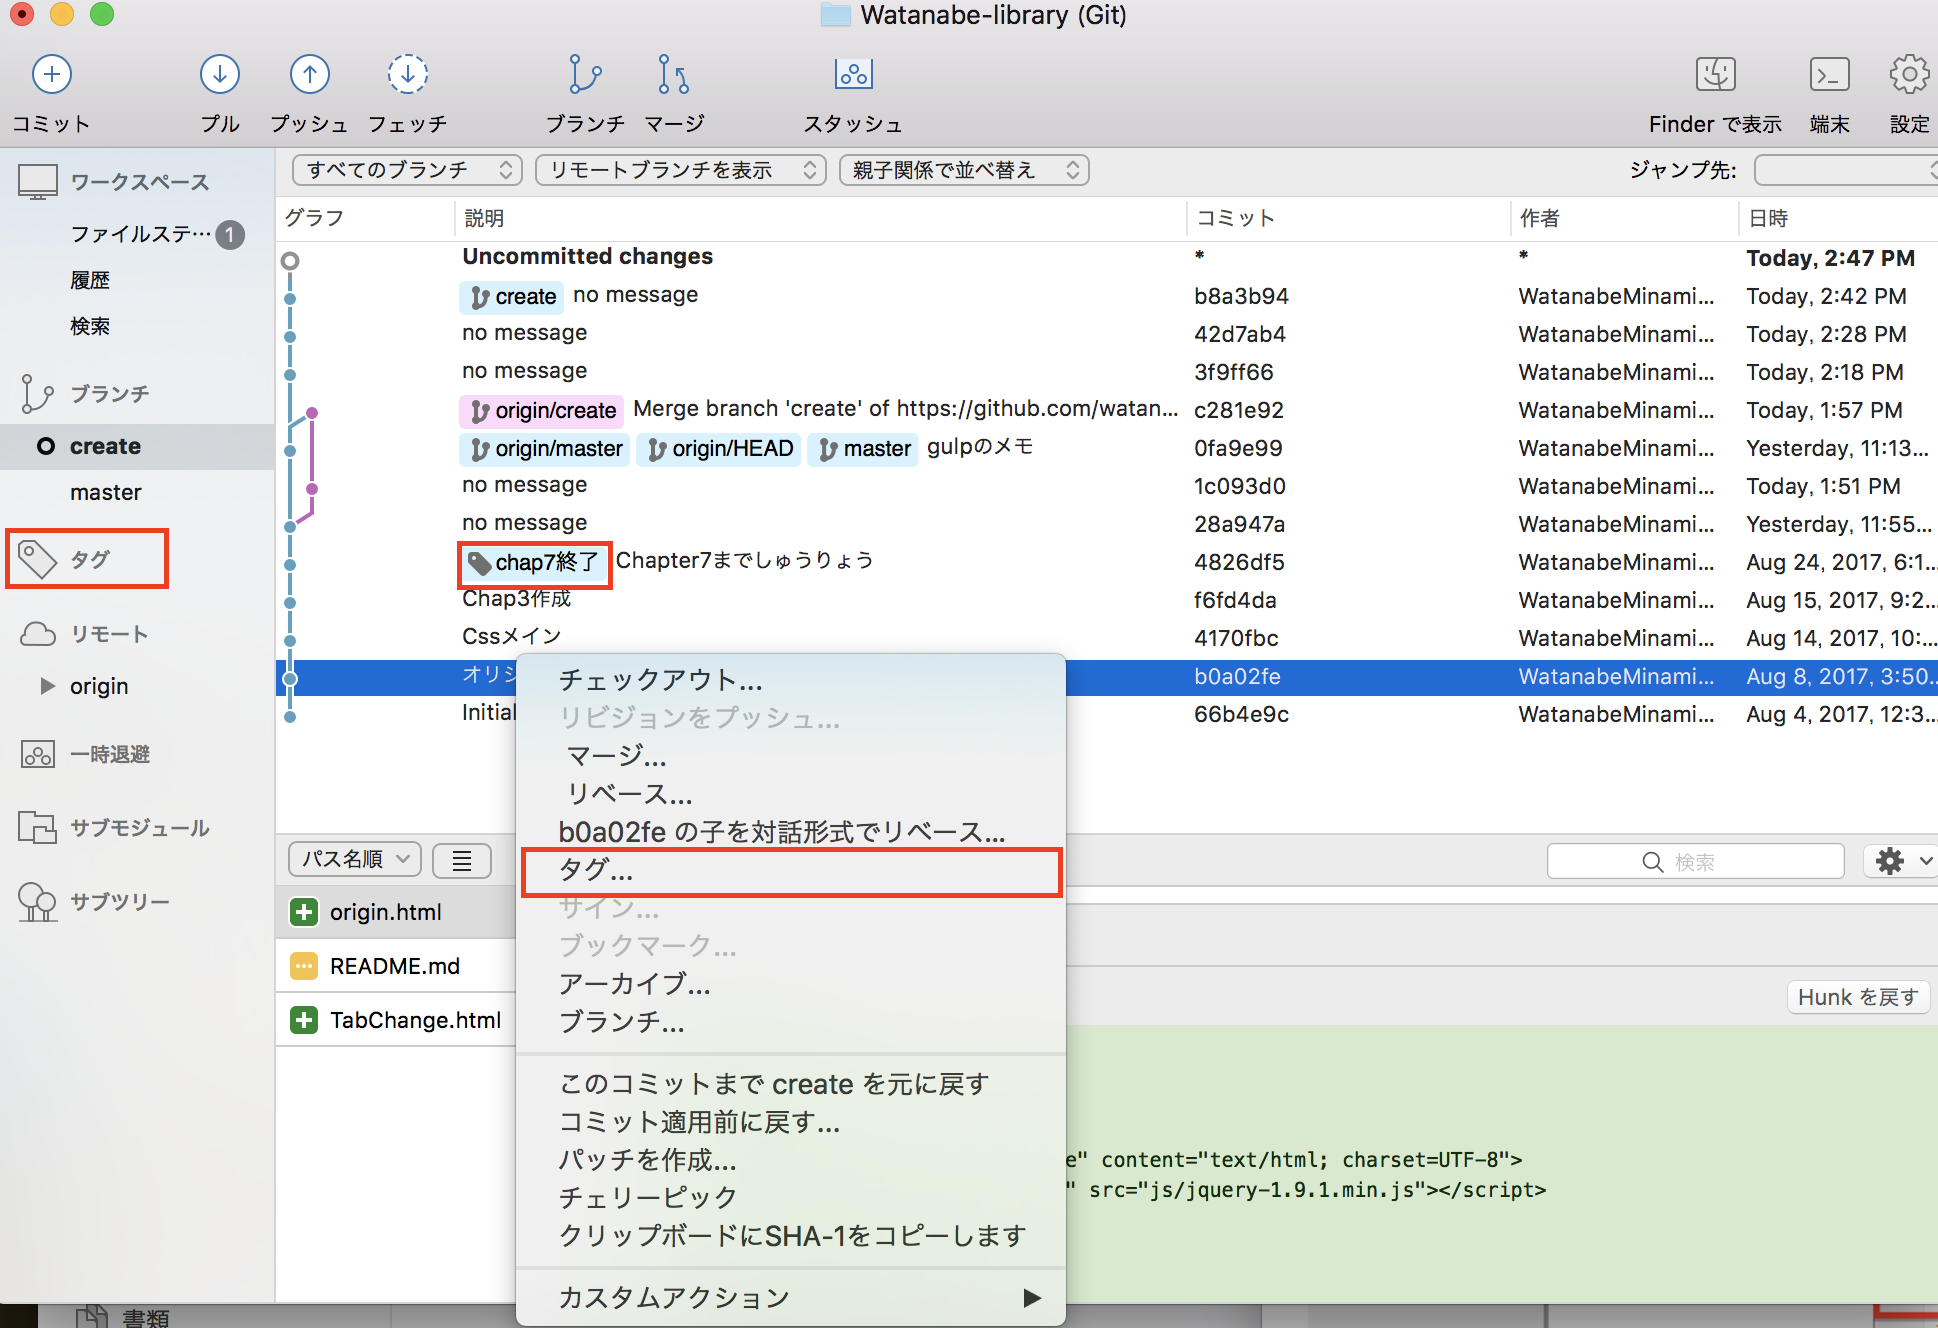 Watanabe-library (Git)
コミット プル プッシュ フェッチ ブランチ マージ スタッシュ Finder で表示 端末 設定
ワークスペース
ファイルステ… 1
履歴
検索
ブランチ
create
master
タグ
リモート
origin
一時退避
サブモジュール
サブツリー
すべてのブランチ リモートブランチを表示 親子関係で並べ替え ジャンプ先:
グラフ 説明 コミット 作者 日時
Uncommitted changes * * Today, 2:47 PM
create no message b8a3b94 WatanabeMinami... Today, 2:42 PM
no message 42d7ab4 WatanabeMinami... Today, 2:28 PM
no message 3f9ff66 WatanabeMinami... Today, 2:18 PM
origin/create Merge branch 'create' of https://github.com/watan... c281e92 WatanabeMinami... Today, 1:57 PM
origin/master origin/HEAD master gulpのメモ 0fa9e99 WatanabeMinami... Yesterday, 11:13...
no message 1c093d0 WatanabeMinami... Today, 1:51 PM
no message 28a947a WatanabeMinami... Yesterday, 11:55...
chap7終了 Chapter7までしゅうりょう 4826df5 WatanabeMinami... Aug 24, 2017, 6:1...
Chap3作成 f6fd4da WatanabeMinami... Aug 15, 2017, 9:2...
Cssメイン 4170fbc WatanabeMinami... Aug 14, 2017, 10:...
オリジ b0a02fe WatanabeMinami... Aug 8, 2017, 3:50...
Initial 66b4e9c WatanabeMinami... Aug 4, 2017, 12:3...
チェックアウト...
リビジョンをプッシュ...
マージ...
リベース...
b0a02fe の子を対話形式でリベース...
タグ...
サイン...
ブックマーク...
アーカイブ...
ブランチ...
このコミットまで create を元に戻す
コミット適用前に戻す...
パッチを作成...
チェリーピック
クリップボードにSHA-1をコピーします
カスタムアクション
パス名順 検索
origin.html
README.md
TabChange.html
Hunk を戻す
e" content="text/html; charset=UTF-8">
" src="js/jquery-1.9.1.min.js"></script>
書類